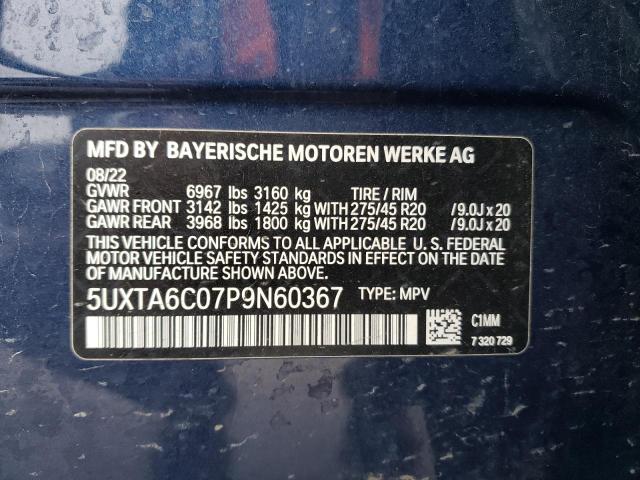 MFD BY BAYERISCHE MOTOREN WERKE AG
08/22
GVWR 6967 lbs 3160 kg TIRE / RIM
GAWR FRONT 3142 lbs 1425 kg WITH 275/45 R20 /9.0J x 20
GAWR REAR 3968 lbs 1800 kg WITH 275/45 R20 /9.0J x 20
THIS VEHICLE CONFORMS TO ALL APPLICABLE U.S. FEDERAL
MOTOR VEHICLE SAFETY STANDARDS IN EFFECT ON THE DATE
OF MANUFACTURE SHOWN ABOVE.
5UXTA6C07P9N60367 TYPE: MPV
C1MM
7 320 729